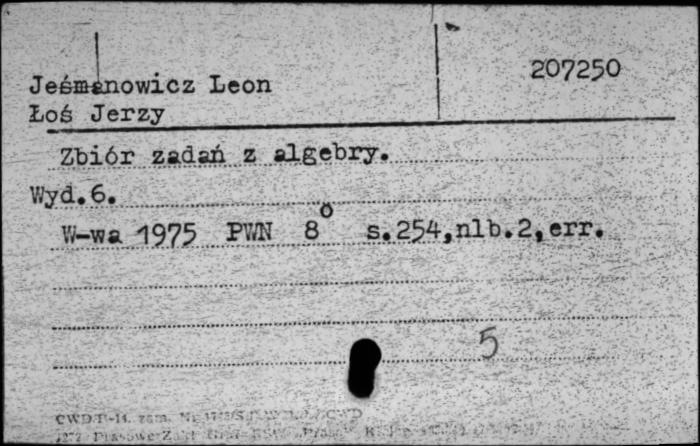 207250
Jeśmanowicz Leon
Łoś Jerzy
Zbiór zadań z algebry.
Wyd.6.
W-wa 1975 PWN 8° s.254,nlb.2,err.
5